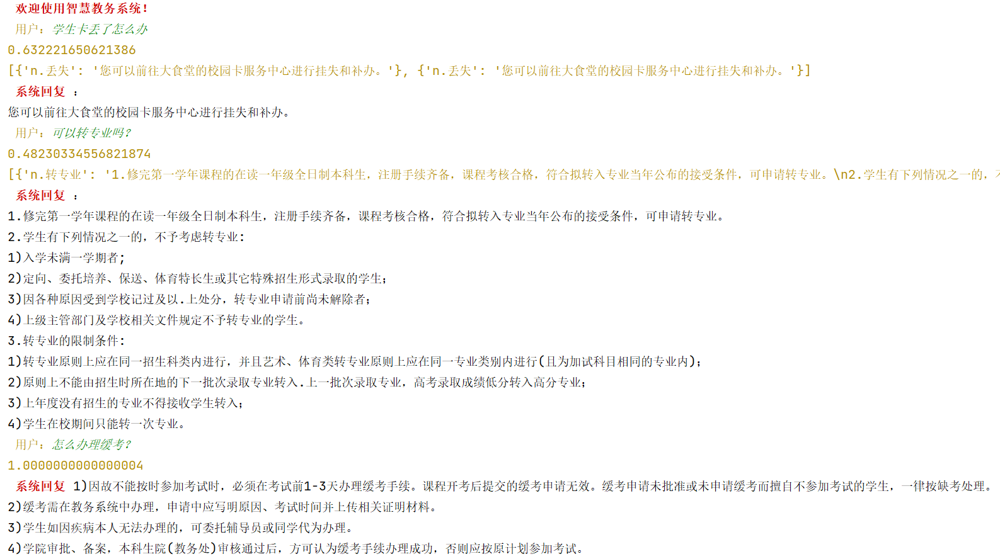 欢迎使用智慧教务系统！
用户：学生卡丢了怎么办
0.632221650621386
[{'n.丢失': '您可以前往大食堂的校园卡服务中心进行挂失和补办。'}, {'n.丢失': '您可以前往大食堂的校园卡服务中心进行挂失和补办。'}]
系统回复 ：
您可以前往大食堂的校园卡服务中心进行挂失和补办。
用户：可以转专业吗？
0.48230334556821874
[{'n.转专业': '1.修完第一学年课程的在读一年级全日制本科生，注册手续齐备，课程考核合格，符合拟转入专业当年公布的接受条件，可申请转专业。\n2.学生有下列情况之一的，
系统回复 ：
1.修完第一学年课程的在读一年级全日制本科生，注册手续齐备，课程考核合格，符合拟转入专业当年公布的接受条件，可申请转专业。
2.学生有下列情况之一的，不予考虑转专业：
1)入学未满一学期者；
2)定向、委托培养、保送、体育特长生或其它特殊招生形式录取的学生；
3)因各种原因受到学校记过及以.上处分，转专业申请前尚未解除者；
4)上级主管部门及学校相关文件规定不予转专业的学生。
3.转专业的限制条件：
1)转专业原则上应在同一招生科类内进行，并且艺术、体育类转专业原则上应在同一专业类别内进行(且为加试科目相同的专业内)；
2)原则上不能由招生时所在地的下一批次录取专业转入.上一批次录取专业，高考录取成绩低分转入高分专业；
3)上年度没有招生的专业不得接收学生转入；
4)学生在校期间只能转一次专业。
用户：怎么办理缓考？
1.0000000000000004
系统回复 1)因故不能按时参加考试时，必须在考试前1-3天办理缓考手续。课程开考后提交的缓考申请无效。缓考申请未批准或未申请缓考而擅自不参加考试的学生，一律按缺考处理。
2)缓考需在教务系统中办理，申请中应写明原因、考试时间并上传相关证明材料。
3)学生如因疾病本人无法办理的，可委托辅导员或同学代为办理。
4)学院审批、备案，本科生院(教务处)审核通过后，方可认为缓考手续办理成功，否则应按原计划参加考试。